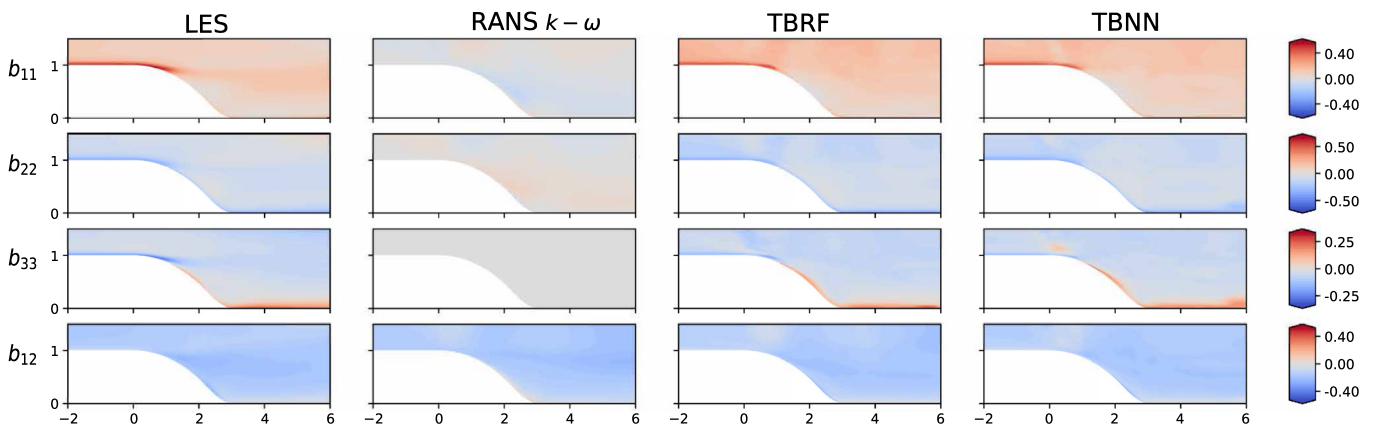 LES RANS k − ω TBRF TBNN
b11 1 0 0.40 0.00 -0.40
b22 1 0 0.50 0.00 -0.50
b33 1 0 0.25 0.00 -0.25
b12 1 0 0.40 0.00 -0.40
−2 0 2 4 6 −2 0 2 4 6 −2 0 2 4 6 −2 0 2 4 6